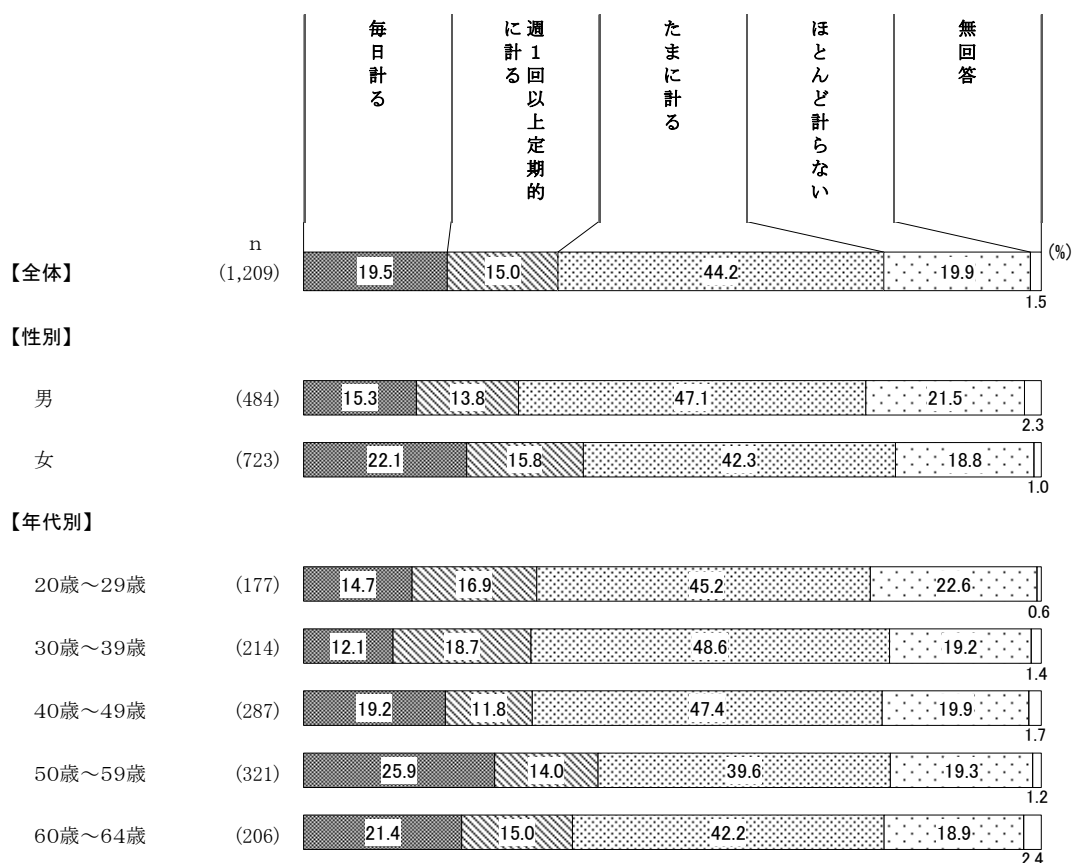 毎日計る
週1回以上定期的
に計る
たまに計る
ほとんど計らない
無回答
n
(%)
【全体】 (1,209) 19.5 15.0 44.2 19.9
1.5
【性別】
男 (484) 15.3 13.8 47.1 21.5
2.3
女 (723) 22.1 15.8 42.3 18.8
1.0
【年代別】
20歳～29歳 (177) 14.7 16.9 45.2 22.6
0.6
30歳～39歳 (214) 12.1 18.7 48.6 19.2
1.4
40歳～49歳 (287) 19.2 11.8 47.4 19.9
1.7
50歳～59歳 (321) 25.9 14.0 39.6 19.3
1.2
60歳～64歳 (206) 21.4 15.0 42.2 18.9
2.4